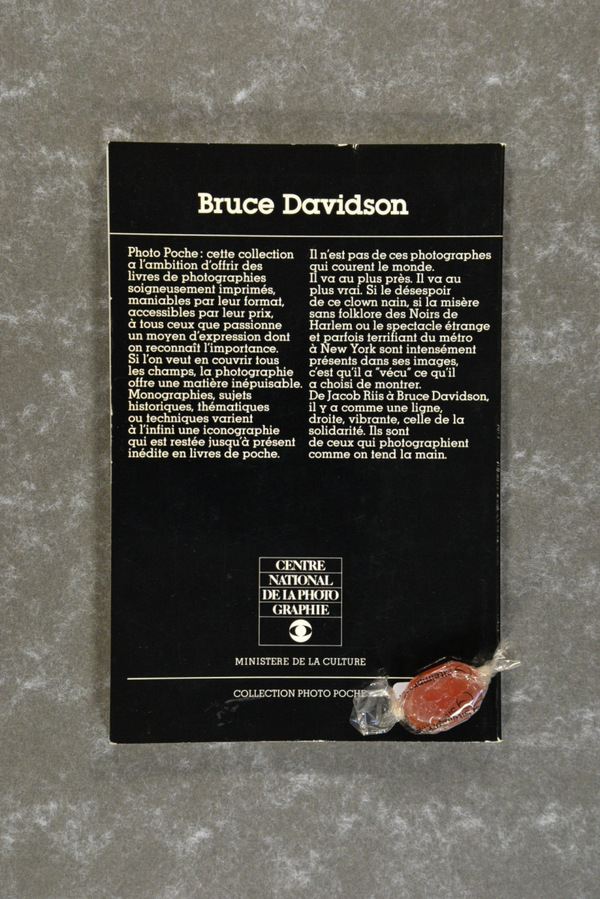 Bruce Davidson
Photo Poche : cette collection
a l'ambition d'offrir des
livres de photographies
soigneusement imprimés,
maniables par leur format,
accessibles par leur prix,
à tous ceux que passionne
un moyen d'expression dont
on reconnaît l'importance.
Si l'on veut en couvrir tous
les champs, la photographie
offre une matière inépuisable.
Monographies, sujets
historiques, thématiques
ou techniques varient
à l'infini une iconographie
qui est restée jusqu'à présent
inédite en livres de poche.
Il n'est pas de ces photographes
qui courent le monde.
Il va au plus près. Il va au
plus vrai. Si le désespoir
de ce clown nain, si la misère
sans folklore des Noirs de
Harlem ou le spectacle étrange
et parfois terrifiant du métro
à New York sont intensément
présents dans ses images,
c'est qu'il a "vécu" ce qu'il
a choisi de montrer.
De Jacob Riis à Bruce Davidson,
il y a comme une ligne,
droite, vibrante, celle de la
solidarité. Ils sont
de ceux qui photographient
comme on tend la main.
CENTRE
NATIONAL
DE LA PHOTO
GRAPHIE
MINISTERE DE LA CULTURE
COLLECTION PHOTO POCHE